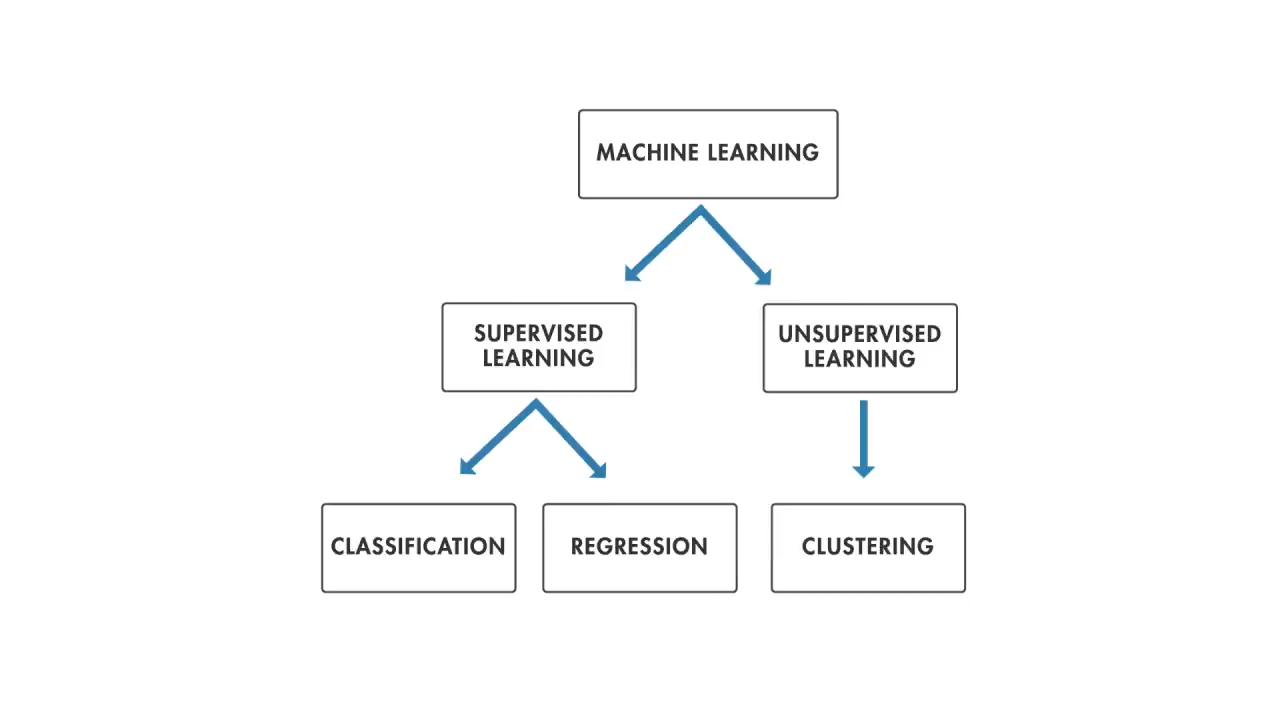 MACHINE LEARNING
SUPERVISED
LEARNING
UNSUPERVISED
LEARNING
CLASSIFICATION
REGRESSION
CLUSTERING